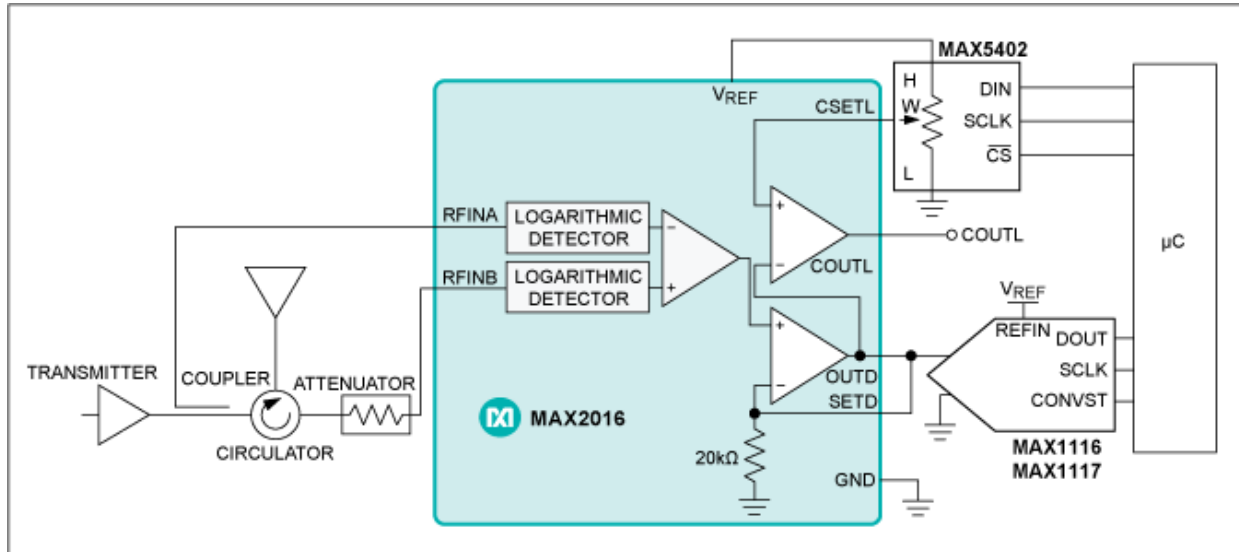 MAX5402
H
W
L
DIN
SCLK
CS
VREF
CSETL
RFINA
LOGARITHMIC
DETECTOR
−
RFINB
LOGARITHMIC
DETECTOR
+
+
−
COUTL
COUTL
µC
TRANSMITTER
COUPLER
ATTENUATOR
CIRCULATOR
MAX2016
+
−
OUTD
SETD
20kΩ
GND
VREF
REFIN
DOUT
SCLK
CONVST
MAX1116
MAX1117